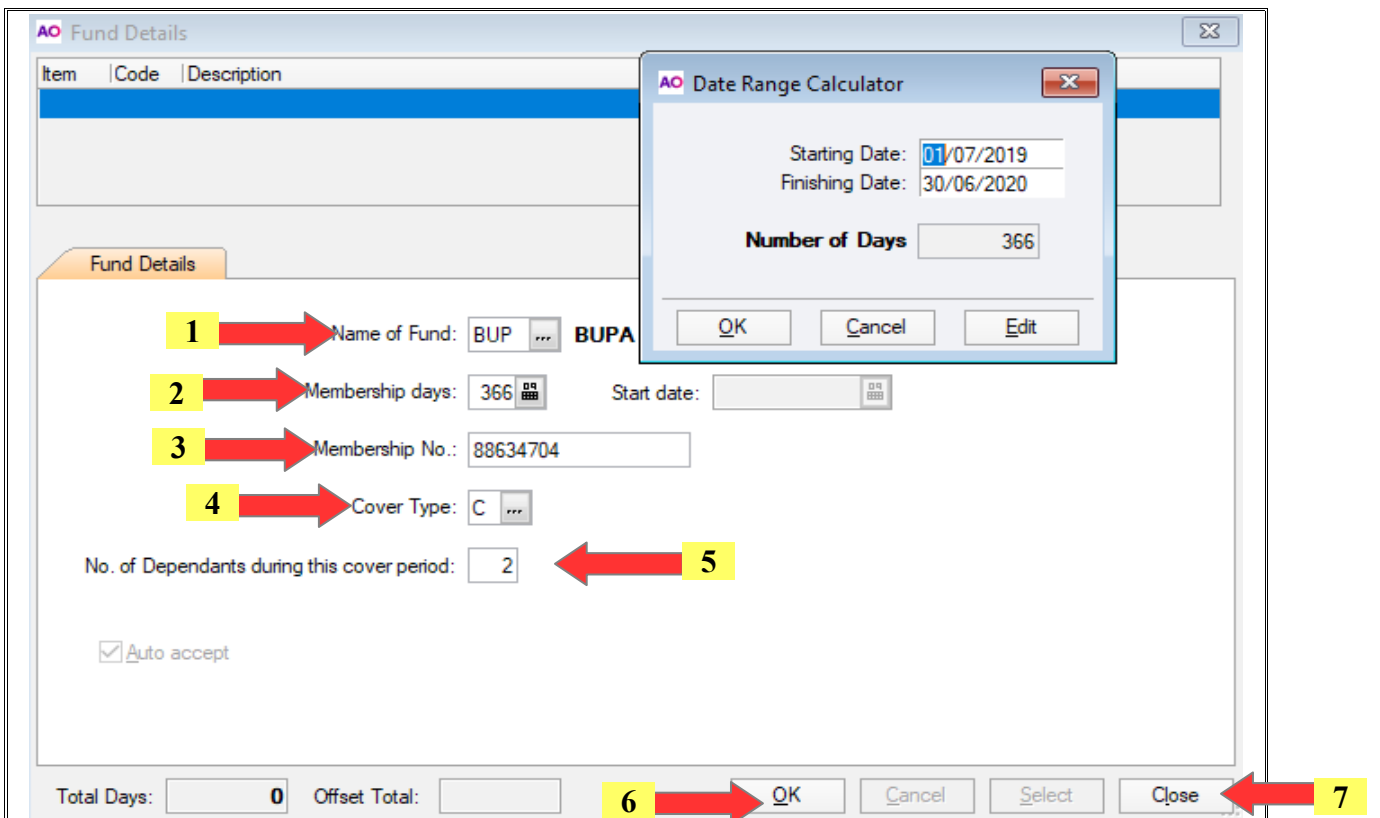 AO Fund Details
Item Code Description
AO Date Range Calculator
Starting Date: 01/07/2019
Finishing Date: 30/06/2020
Number of Days 366
OK Cancel Edit
Fund Details
1 Name of Fund: BUP ... BUPA
2 Membership days: 366 Start date:
3 Membership No.: 88634704
4 Cover Type: C ...
No. of Dependants during this cover period: 2 5
Auto accept
Total Days: 0 Offset Total: 6 OK Cancel Select Close 7